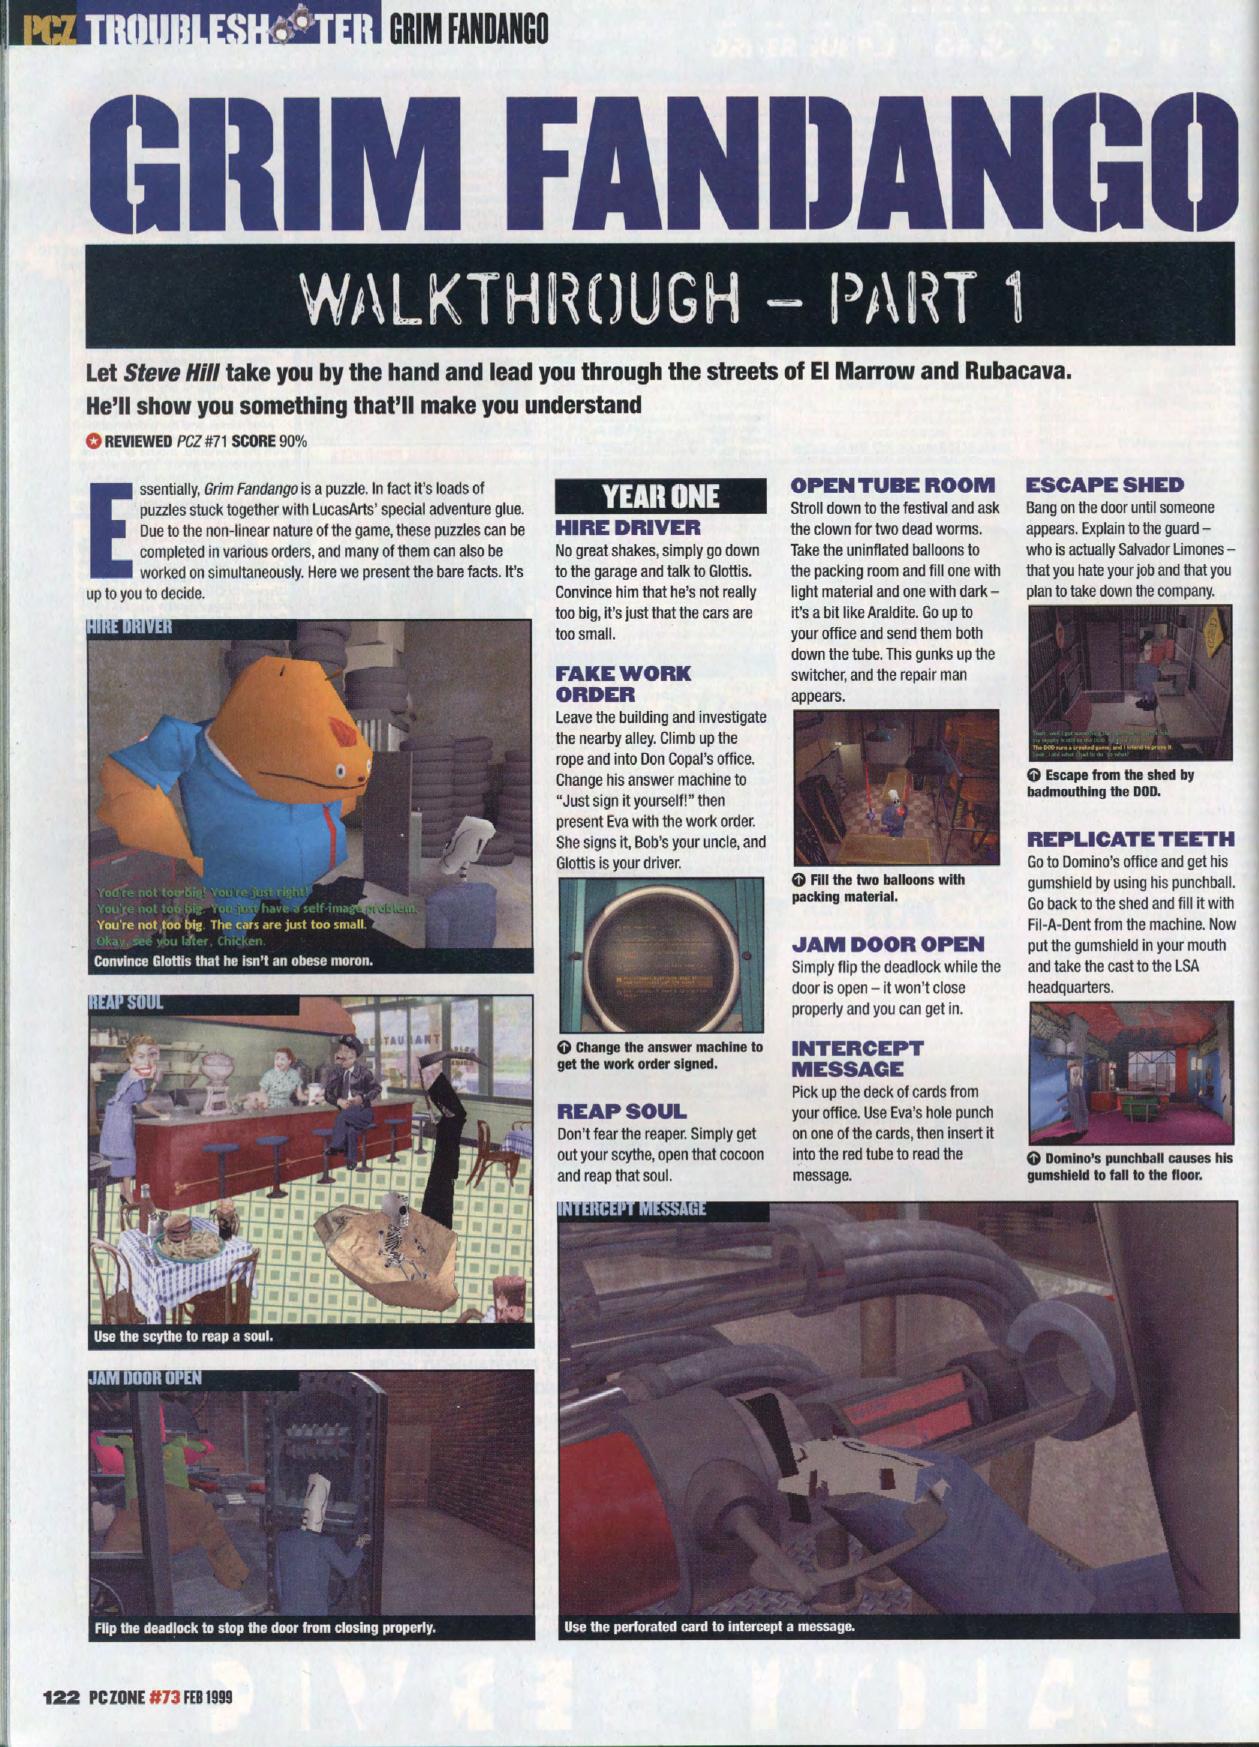 PCZ TROUBLESHOOTER GRIM FANDANGO
GRIM FANDANGO
WALKTHROUGH – PART 1
Let Steve Hill take you by the hand and lead you through the streets of El Marrow and Rubacava.
He'll show you something that'll make you understand
REVIEWED PCZ #71 SCORE 90%
Essentially, Grim Fandango is a puzzle. In fact it's loads of
puzzles stuck together with LucasArts' special adventure glue.
Due to the non-linear nature of the game, these puzzles can be
completed in various orders, and many of them can also be
worked on simultaneously. Here we present the bare facts. It's
up to you to decide.
HIRE DRIVER
You're not too big! You're just right!
You're not too big. You just have a self-image problem.
You're not too big. The cars are just too small.
Okay, see you later, Chicken.
Convince Glottis that he isn't an obese moron.
REAP SOUL
RESTAURANT
Use the scythe to reap a soul.
JAM DOOR OPEN
Flip the deadlock to stop the door from closing properly.
YEAR ONE
HIRE DRIVER
No great shakes, simply go down
to the garage and talk to Glottis.
Convince him that he's not really
too big, it's just that the cars are
too small.
FAKE WORK
ORDER
Leave the building and investigate
the nearby alley. Climb up the
rope and into Don Copal's office.
Change his answer machine to
"Just sign it yourself!" then
present Eva with the work order.
She signs it, Bob's your uncle, and
Glottis is your driver.
Change the answer machine to
get the work order signed.
REAP SOUL
Don't fear the reaper. Simply get
out your scythe, open that cocoon
and reap that soul.
OPEN TUBE ROOM
Stroll down to the festival and ask
the clown for two dead worms.
Take the uninflated balloons to
the packing room and fill one with
light material and one with dark –
it's a bit like Araldite. Go up to
your office and send them both
down the tube. This gunks up the
switcher, and the repair man
appears.
Fill the two balloons with
packing material.
JAM DOOR OPEN
Simply flip the deadlock while the
door is open – it won't close
properly and you can get in.
INTERCEPT
MESSAGE
Pick up the deck of cards from
your office. Use Eva's hole punch
on one of the cards, then insert it
into the red tube to read the
message.
ESCAPE SHED
Bang on the door until someone
appears. Explain to the guard –
who is actually Salvador Limones –
that you hate your job and that you
plan to take down the company.
The DOD runs a crooked game, and I intend to prove it.
Escape from the shed by
badmouthing the DOD.
REPLICATE TEETH
Go to Domino's office and get his
gumshield by using his punchball.
Go back to the shed and fill it with
Fil-A-Dent from the machine. Now
put the gumshield in your mouth
and take the cast to the LSA
headquarters.
Domino's punchball causes his
gumshield to fall to the floor.
INTERCEPT MESSAGE
Use the perforated card to intercept a message.
122 PC ZONE #73 FEB 1999